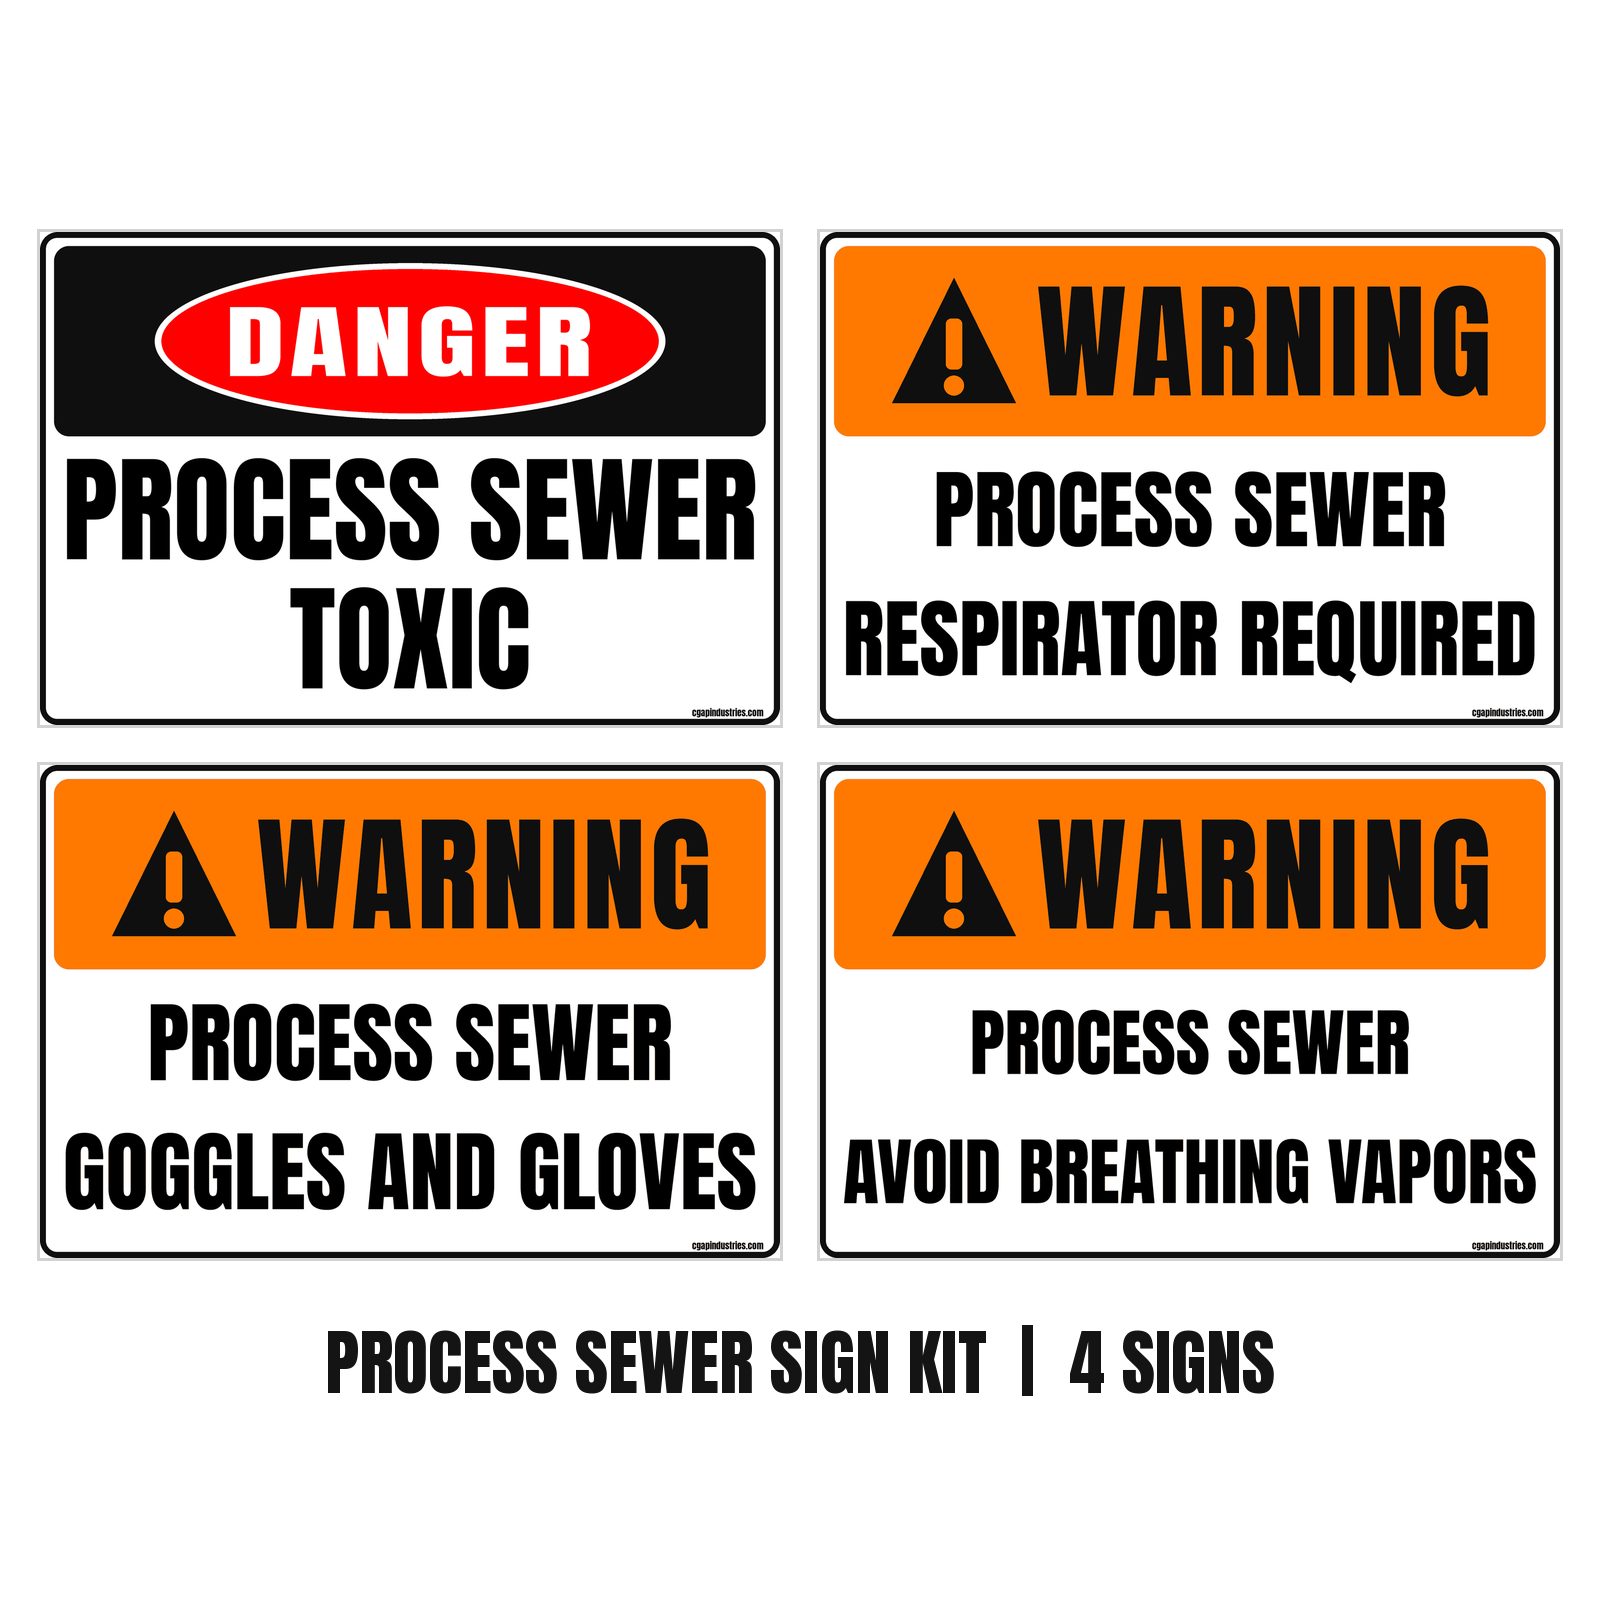 DANGER
PROCESS SEWER
TOXIC
cgapindustries.com
WARNING
PROCESS SEWER
RESPIRATOR REQUIRED
cgapindustries.com
WARNING
PROCESS SEWER
GOGGLES AND GLOVES
cgapindustries.com
WARNING
PROCESS SEWER
AVOID BREATHING VAPORS
cgapindustries.com
PROCESS SEWER SIGN KIT | 4 SIGNS